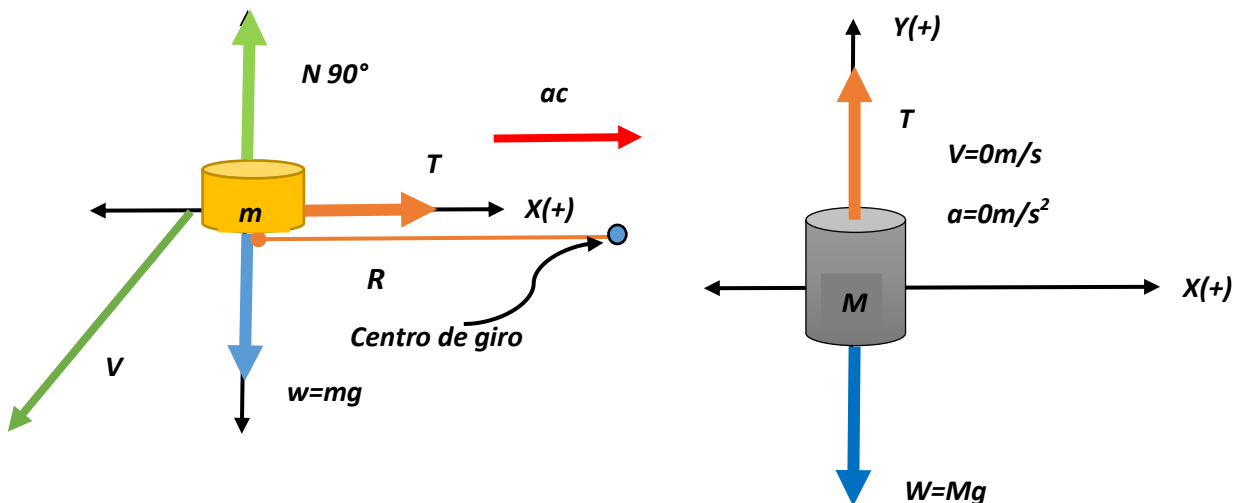 N 90°
ac
T
m
X(+)
R
Centro de giro
V
w=mg
Y(+)
T
V=0m/s
a=0m/s²
X(+)
M
W=Mg